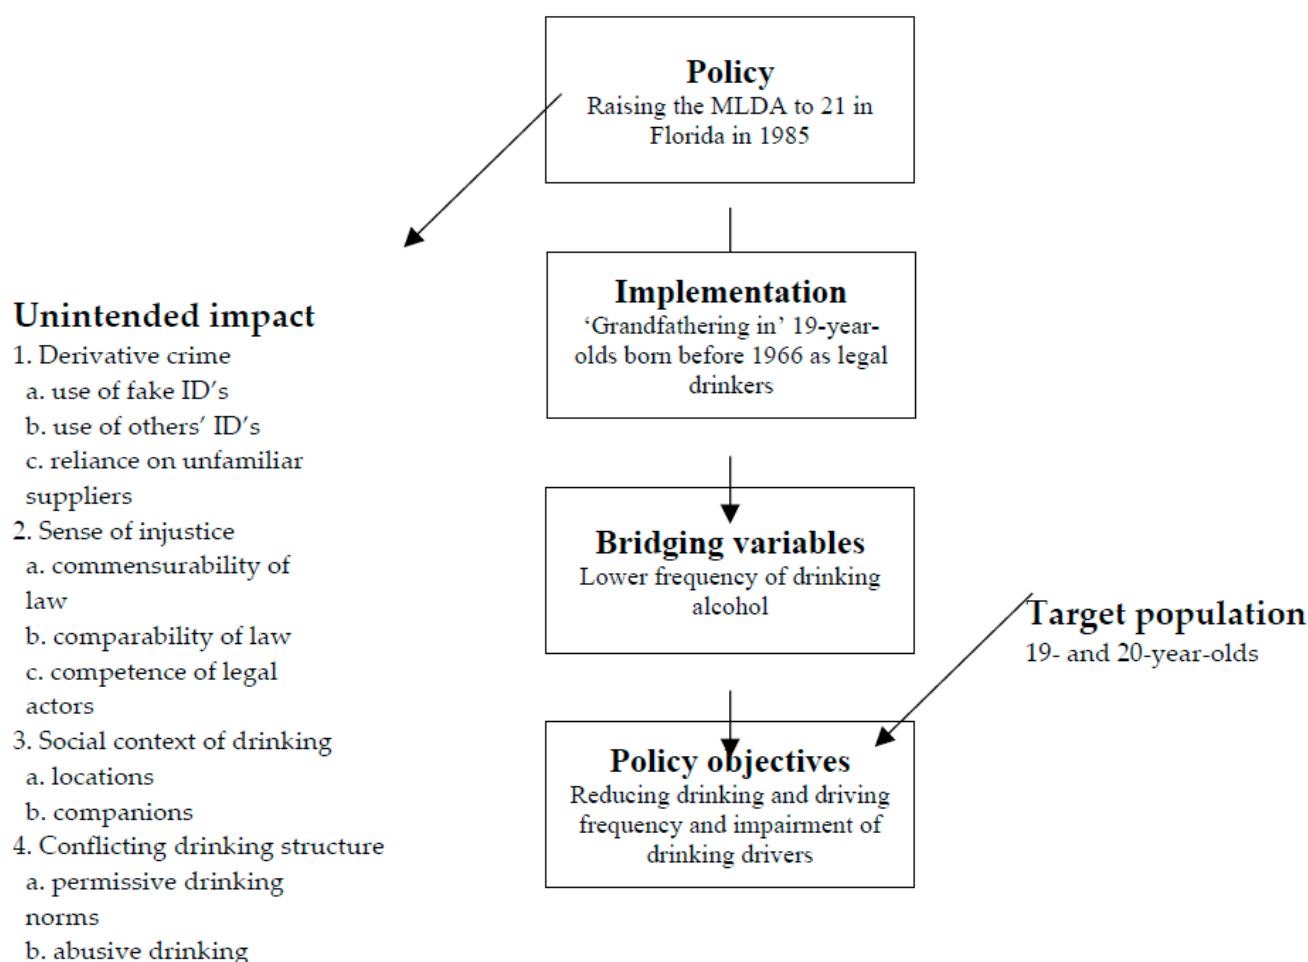 Policy
Raising the MLDA to 21 in
Florida in 1985
Implementation
‘Grandfathering in’ 19-year-
olds born before 1966 as legal
drinkers
Unintended impact
1. Derivative crime
a. use of fake ID’s
b. use of others’ ID’s
c. reliance on unfamiliar
suppliers
2. Sense of injustice
a. commensurability of
law
b. comparability of law
c. competence of legal
actors
3. Social context of drinking
a. locations
b. companions
4. Conflicting drinking structure
a. permissive drinking
norms
b. abusive drinking
Bridging variables
Lower frequency of drinking
alcohol
Target population
19- and 20-year-olds
Policy objectives
Reducing drinking and driving
frequency and impairment of
drinking drivers